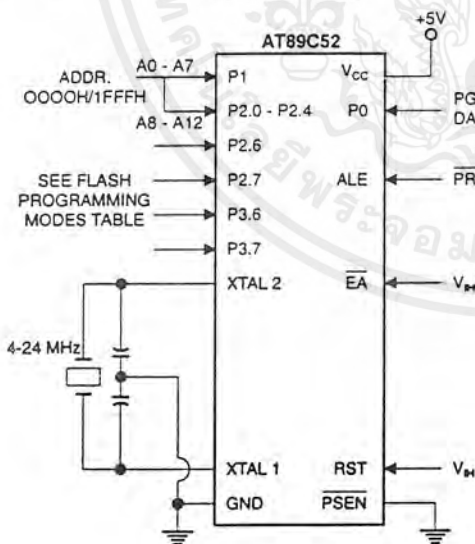 +5V
AT89C52
ADDR.
OOOOH/1FFFH
A0 - A7
P1
VCC
A8 - A12
P2.0 - P2.4
P0
P2.6
SEE FLASH
PROGRAMMING
MODES TABLE
P2.7
ALE
P3.6
P3.7
XTAL 2
EA
4-24 MHz
XTAL 1
RST
GND
PSEN